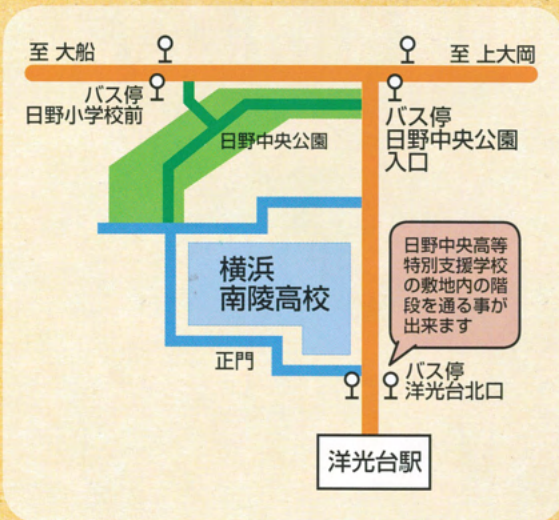 至 大船
至 上大岡
バス停
日野小学校前
バス停
日野中央公園
入口
日野中央公園
日野中央高等
特別支援学校
の敷地内の階
段を通る事が
出来ます
横浜
南陵高校
正門
バス停
洋光台北口
洋光台駅